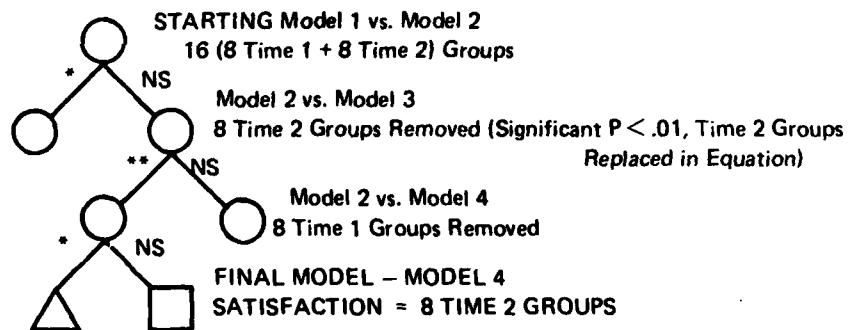 STARTING Model 1 vs. Model 2
16 (8 Time 1 + 8 Time 2) Groups
* NS
Model 2 vs. Model 3
8 Time 2 Groups Removed (Significant P < .01, Time 2 Groups
Replaced in Equation)
** NS
Model 2 vs. Model 4
8 Time 1 Groups Removed
* NS
FINAL MODEL – MODEL 4
SATISFACTION = 8 TIME 2 GROUPS